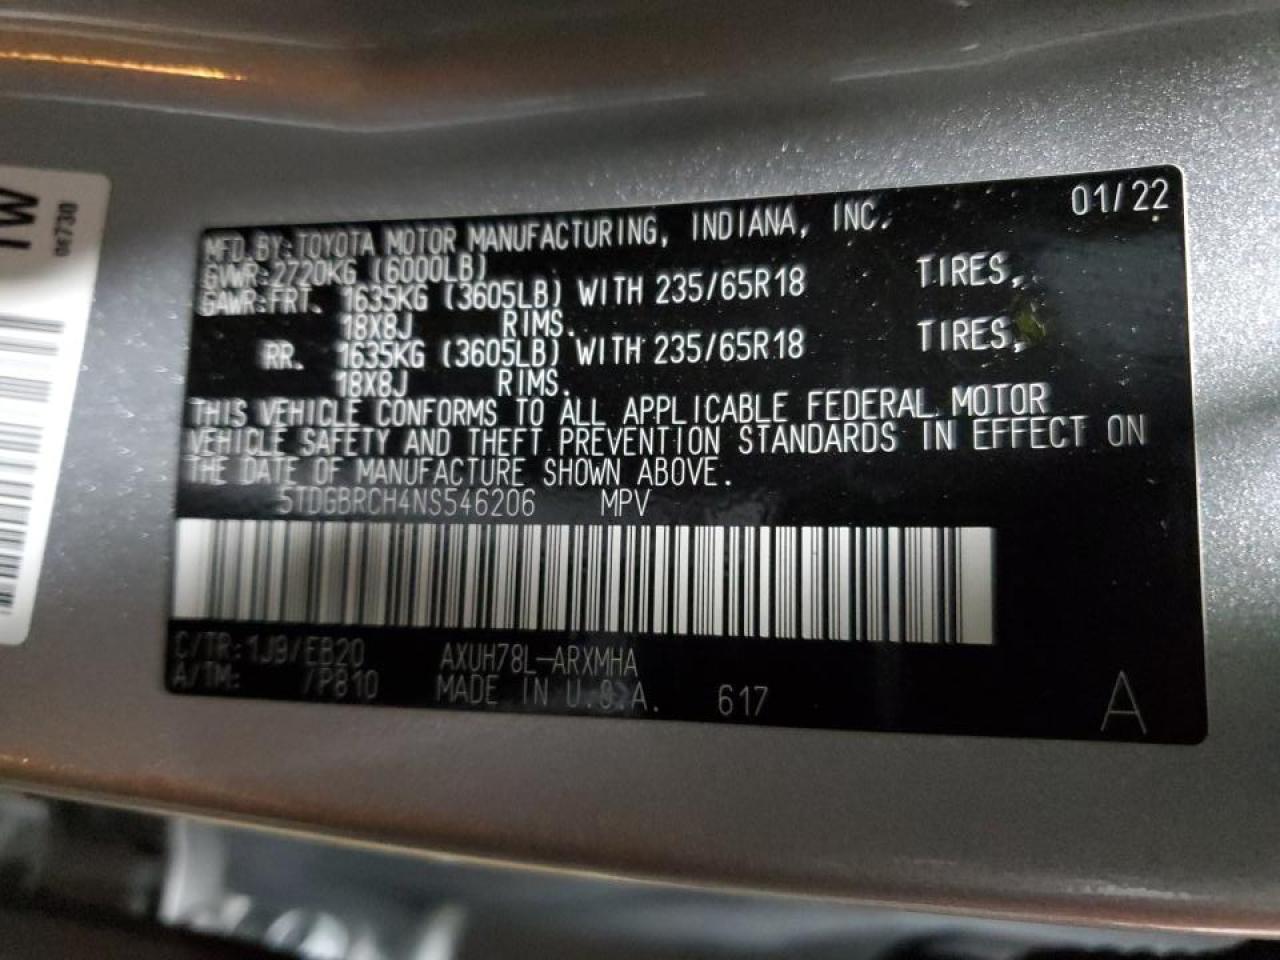 MFD.BY:TOYOTA MOTOR MANUFACTURING, INDIANA, INC. 01/22
GVWR:2720KG (6000LB)
GAWR:FRT. 1635KG (3605LB) WITH 235/65R18 TIRES,
18X8J RIMS.
RR. 1635KG (3605LB) WITH 235/65R18 TIRES,
18X8J RIMS.
THIS VEHICLE CONFORMS TO ALL APPLICABLE FEDERAL MOTOR
VEHICLE SAFETY AND THEFT PREVENTION STANDARDS IN EFFECT ON
THE DATE OF MANUFACTURE SHOWN ABOVE.
5TDGBRCH4NS546206 MPV
C/TR:1J9/EB20 AXUH78L-ARXMHA
A/TM: /P810 MADE IN U.S.A. 617 A